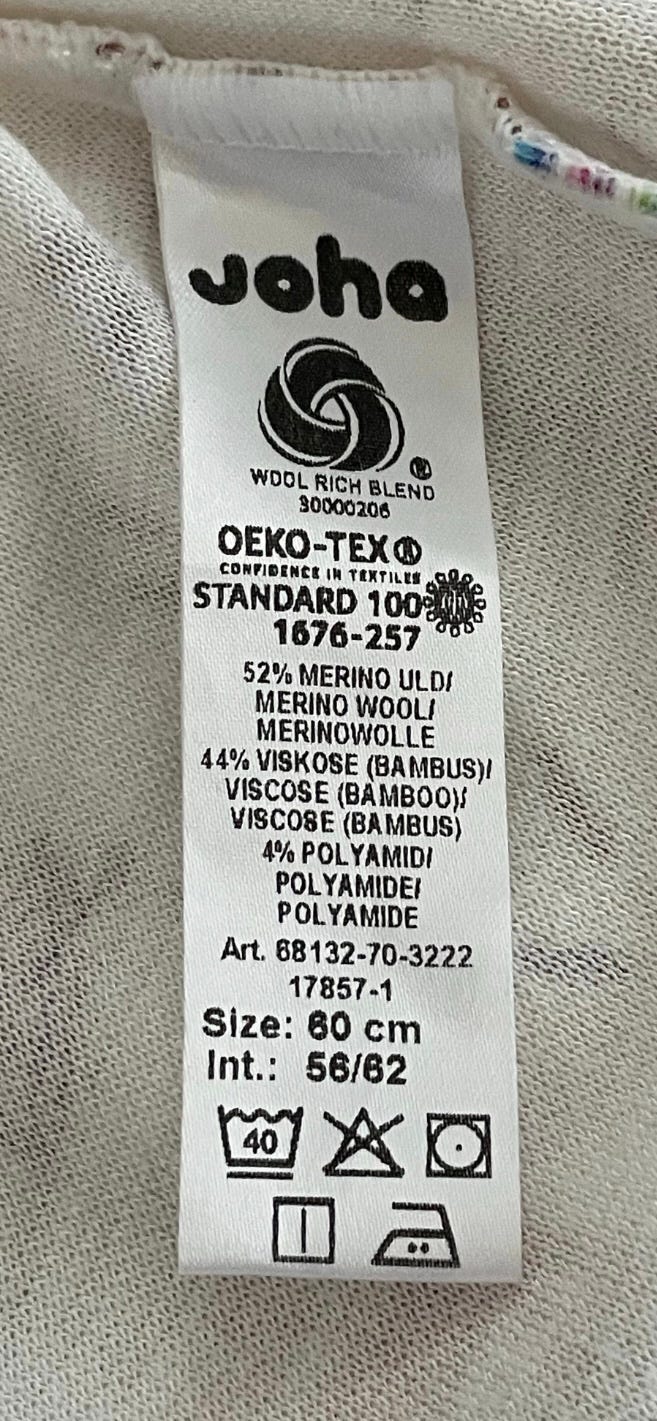 Joha
WOOL RICH BLEND
30000206
OEKO-TEX®
CONFIDENCE IN TEXTILES
STANDARD 100
1676-257
52% MERINO ULD/
MERINO WOOL/
MERINOWOLLE
44% VISKOSE (BAMBUS)/
VISCOSE (BAMBOO)/
VISCOSE (BAMBUS)
4% POLYAMID/
POLYAMIDE/
POLYAMIDE
Art. 68132-70-3222
17857-1
Size: 60 cm
Int.: 56/62
40